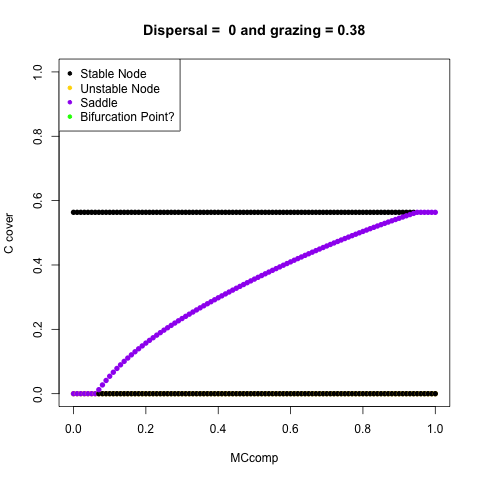 Dispersal =  0 and grazing = 0.38
Stable Node
Unstable Node
Saddle
Bifurcation Point?
1.0
0.8
0.6
0.4
0.2
0.0
C cover
0.0 0.2 0.4 0.6 0.8 1.0
MCcomp